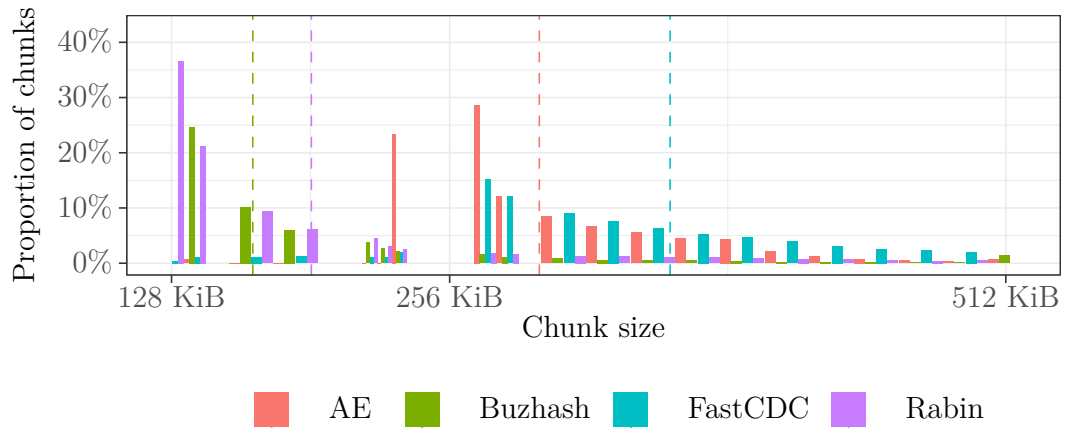 Proportion of chunks
40%
30%
20%
10%
0%
128 KiB 256 KiB 512 KiB
Chunk size
AE Buzhash FastCDC Rabin